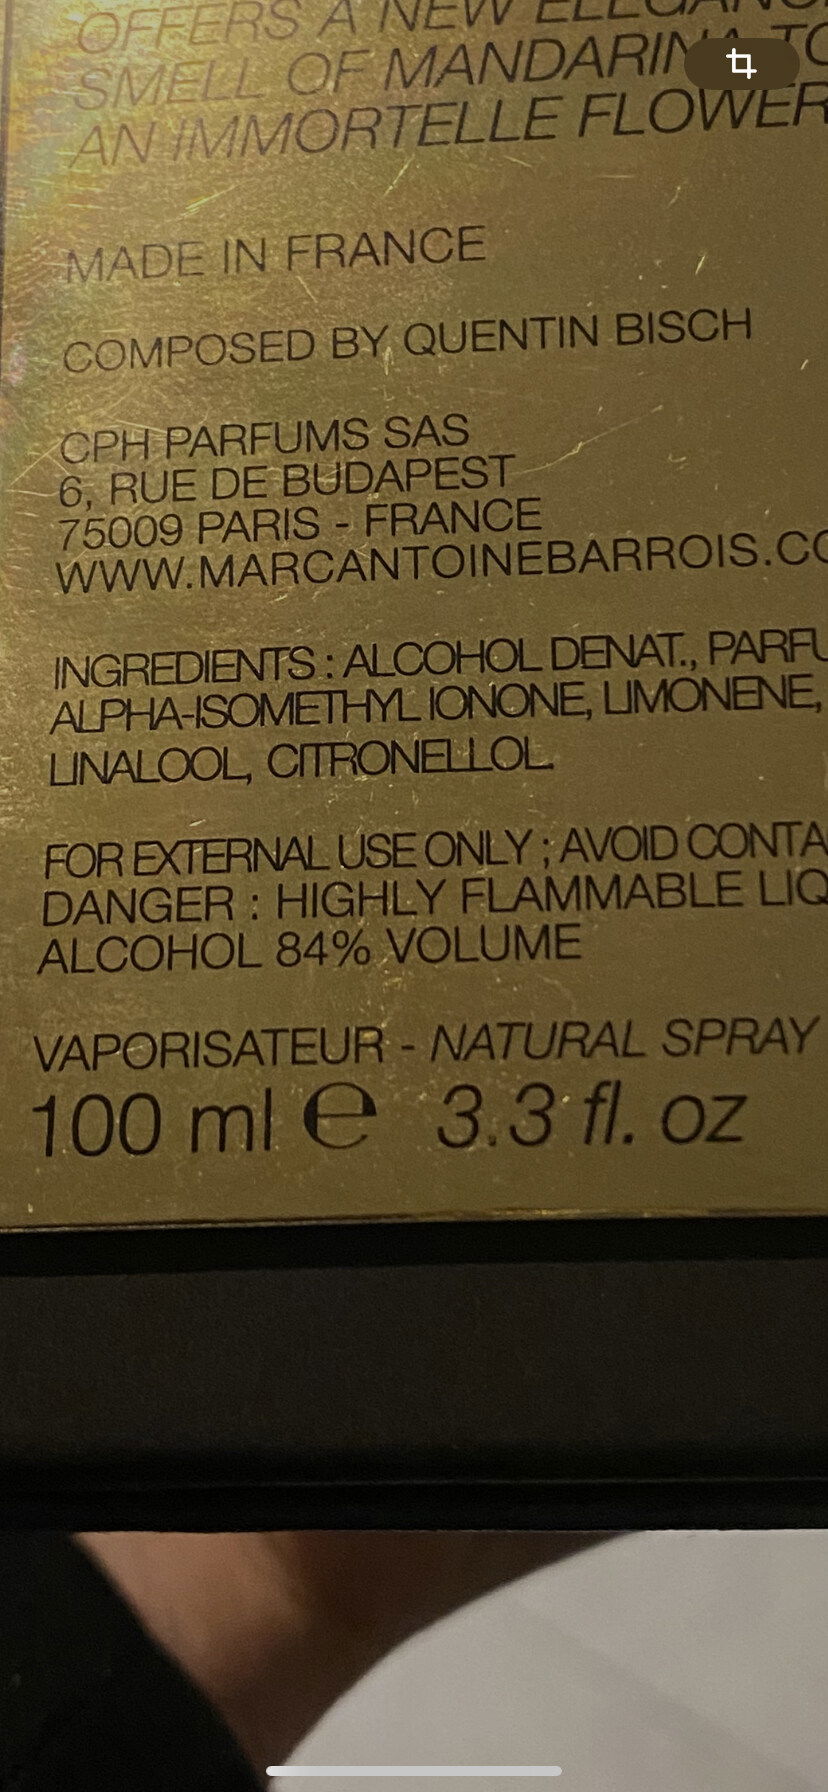 OFFERS A NEW
SMELL OF MANDARIN
AN IMMORTELLE FLOWER
MADE IN FRANCE
COMPOSED BY QUENTIN BISCH
CPH PARFUMS SAS
6, RUE DE BUDAPEST
75009 PARIS - FRANCE
WWW.MARCANTOINEBARROIS.CO
INGREDIENTS : ALCOHOL DENAT., PARFU
ALPHA-ISOMETHYL IONONE, LIMONENE,
LINALOOL, CITRONELLOL.
FOR EXTERNAL USE ONLY ; AVOID CONTA
DANGER : HIGHLY FLAMMABLE LIQ
ALCOHOL 84% VOLUME
VAPORISATEUR - NATURAL SPRAY
100 ml e 3.3 fl. oz